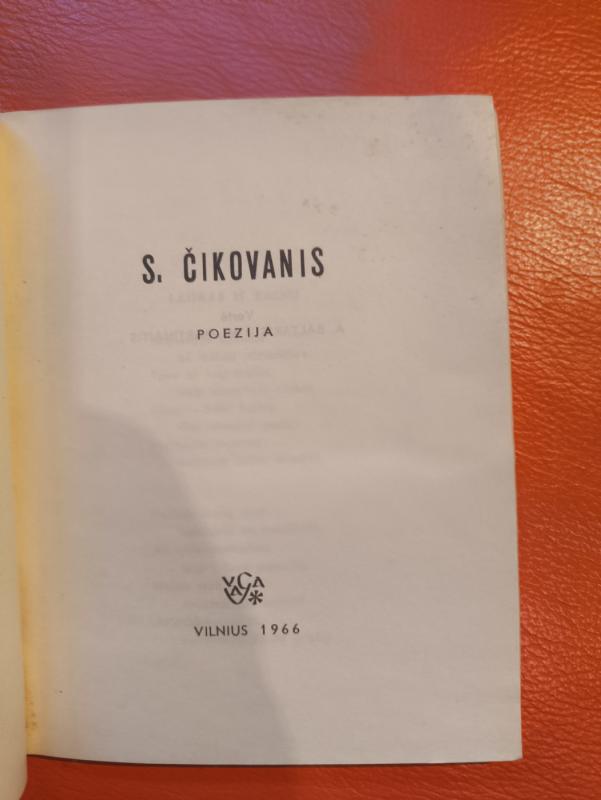 S. ČIKOVANIS
POEZIJA
VAGA
VILNIUS 1966